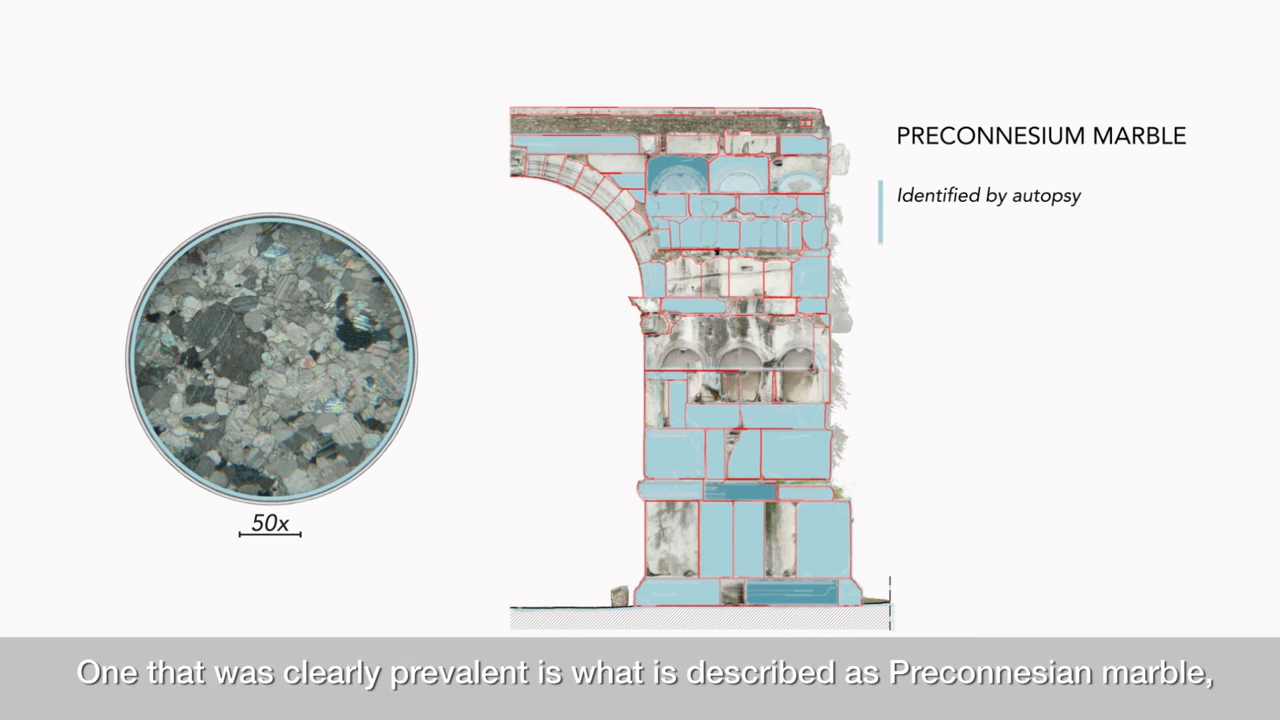 PRECONNESIUM MARBLE
Identified by autopsy
50x
One that was clearly prevalent is what is described as Preconnesian marble,